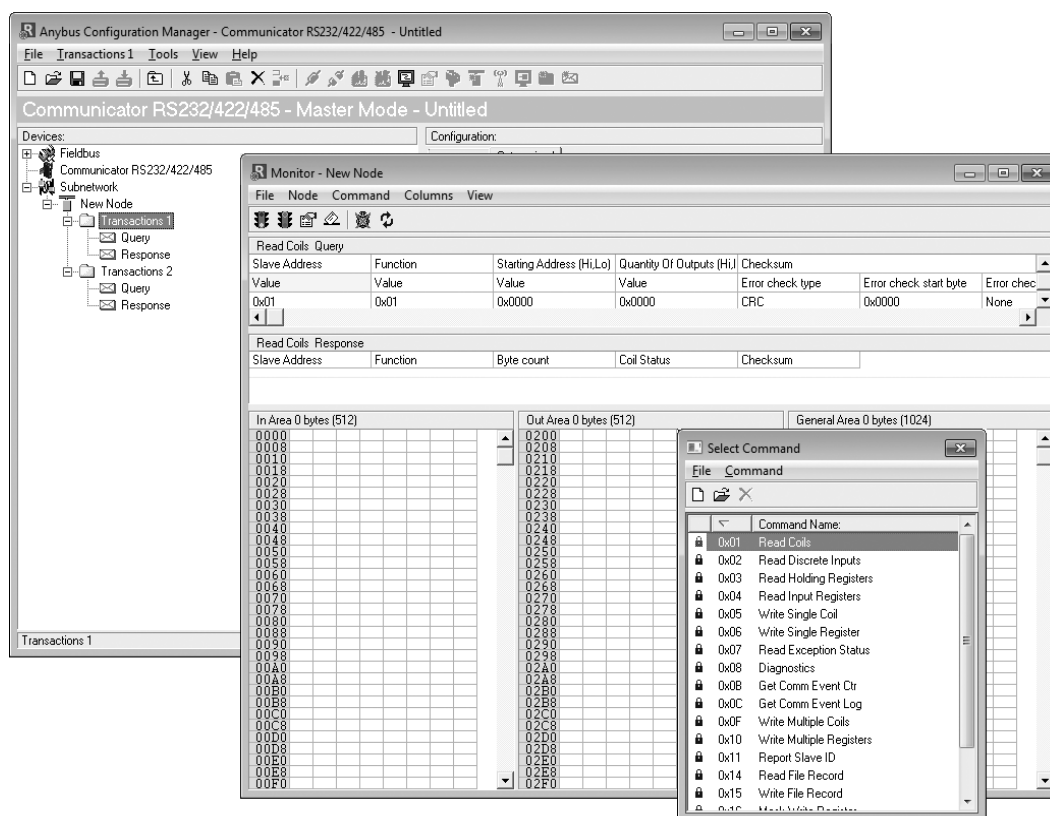 Anybus Configuration Manager - Communicator RS232/422/485 - Untitled
File Transactions 1 Tools View Help
Communicator RS232/422/485 - Master Mode - Untitled
Devices:
Configuration:
Fieldbus
Communicator RS232/422/485
Subnetwork
New Node
Transactions 1
Query
Response
Transactions 2
Query
Response
Transactions 1
Monitor - New Node
File Node Command Columns View
Read Coils Query
Slave Address Function Starting Address (Hi,Lo) Quantity Of Outputs (Hi,l Checksum
Value Value Value Value Error check type Error check start byte Error chec
0x01 0x01 0x0000 0x0000 CRC 0x0000 None
Read Coils Response
Slave Address Function Byte count Coil Status Checksum
In Area 0 bytes (512) Out Area 0 bytes (512) General Area 0 bytes (1024)
0000 0200
0008 0208
0010 0210
0018 0218
0020 0220
0028 0228
0030 0230
0038 0238
0040 0240
0048 0248
0050 0250
0058 0258
0060 0260
0068 0268
0070 0270
0078 0278
0080 0280
0088 0288
0090 0290
0098 0298
00A0 02A0
00A8 02A8
00B0 02B0
00B8 02B8
00C0 02C0
00C8 02C8
00D0 02D0
00D8 02D8
00E0 02E0
00E8 02E8
00F0 02F0
Select Command
File Command
Command Name:
0x01 Read Coils
0x02 Read Discrete Inputs
0x03 Read Holding Registers
0x04 Read Input Registers
0x05 Write Single Coil
0x06 Write Single Register
0x07 Read Exception Status
0x08 Diagnostics
0x0B Get Comm Event Ctr
0x0C Get Comm Event Log
0x0F Write Multiple Coils
0x10 Write Multiple Registers
0x11 Report Slave ID
0x14 Read File Record
0x15 Write File Record